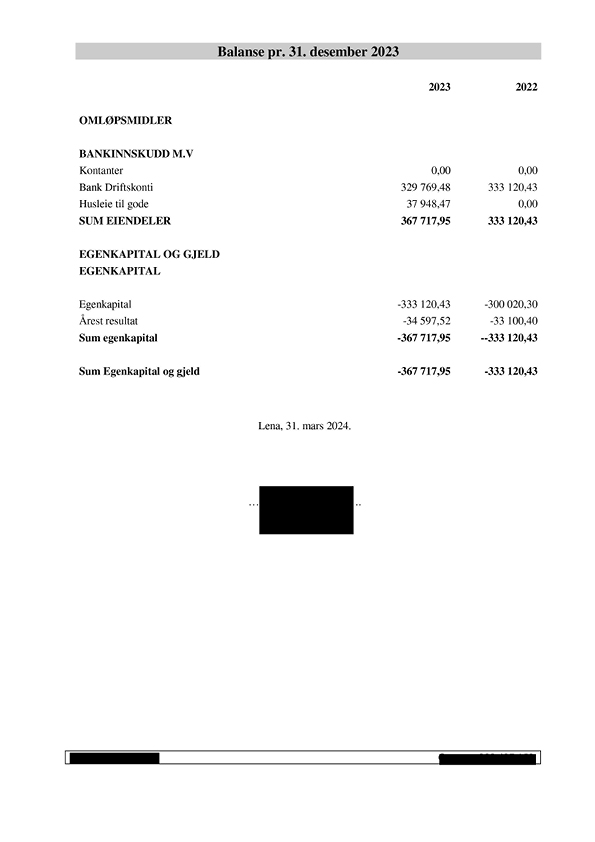 Balanse pr. 31. desember 2023
2023 2022
OMLØPSMIDLER
BANKINNSKUDD M.V
Kontanter 0,00 0,00
Bank Driftskonti 329 769,48 333 120,43
Husleie til gode 37 948,47 0,00
SUM EIENDELER 367 717,95 333 120,43
EGENKAPITAL OG GJELD
EGENKAPITAL
Egenkapital -333 120,43 -300 020,30
Årest resultat -34 597,52 -33 100,40
Sum egenkapital -367 717,95 --333 120,43
Sum Egenkapital og gjeld -367 717,95 -333 120,43
Lena, 31. mars 2024.
... ..